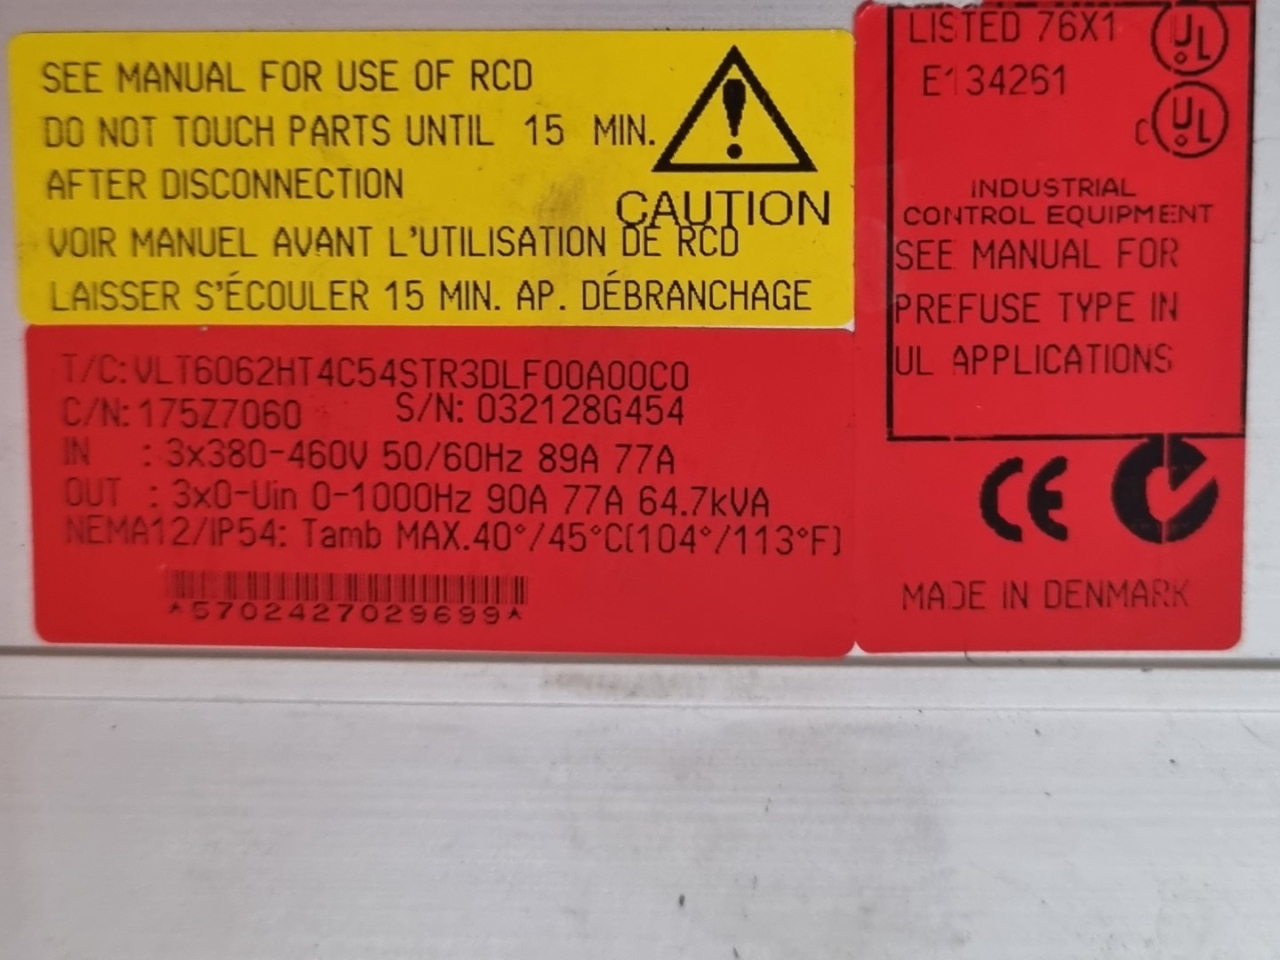 SEE MANUAL FOR USE OF RCD
DO NOT TOUCH PARTS UNTIL 15 MIN.
AFTER DISCONNECTION
CAUTION
VOIR MANUEL AVANT L'UTILISATION DE RCD
LAISSER S'ÉCOULER 15 MIN. AP. DÉBRANCHAGE
T/C: VLT6062HT4C54STR3DLF00A00C0
C/N: 175Z7060 S/N: 032128G454
IN : 3x380-460V 50/60Hz 89A 77A
OUT : 3x0-Uin 0-1000Hz 90A 77A 64.7kVA
NEMA12/IP54: Tamb MAX.40°/45°C(104°/113°F)
*5702427029699*
LISTED 76X1 UL
E134261
C UL
INDUSTRIAL
CONTROL EQUIPMENT
SEE MANUAL FOR
PREFUSE TYPE IN
UL APPLICATIONS
CE
MADE IN DENMARK